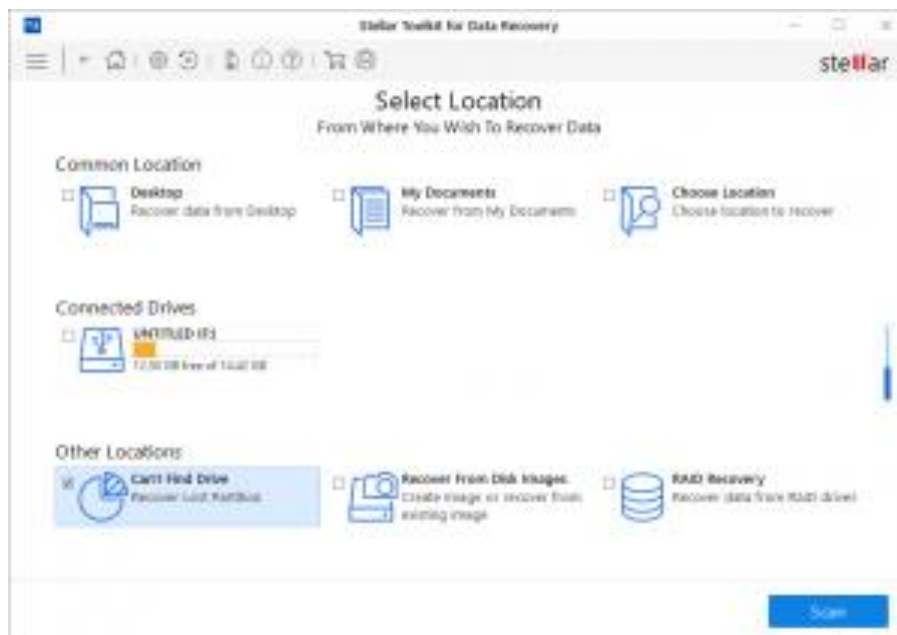 Stellar Toolkit for Data Recovery
stellar
Select Location
From Where You Wish To Recover Data
Common Location
Desktop
Recover data from Desktop
My Documents
Recover from My Documents
Choose Location
Choose location to recover
Connected Drives
UNTITLED
free of
Other Locations
Can't Find Drive
Recover Lost Partition
Recover From Disk Images
Create image or recover from
existing image
RAID Recovery
Recover data from RAID drives
Scan